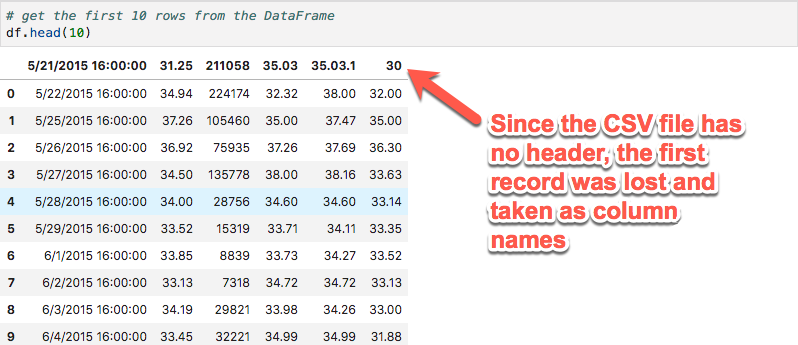 # get the first 10 rows from the DataFrame
df.head(10)
5/21/2015 16:00:00 31.25 211058 35.03 35.03.1 30
0 5/22/2015 16:00:00 34.94 224174 32.32 38.00 32.00
1 5/25/2015 16:00:00 37.26 105460 35.00 37.47 35.00
2 5/26/2015 16:00:00 36.92 75935 37.26 37.69 36.30
3 5/27/2015 16:00:00 34.50 135778 38.00 38.16 33.63
4 5/28/2015 16:00:00 34.00 28756 34.60 34.60 33.14
5 5/29/2015 16:00:00 33.52 15319 33.71 34.11 33.35
6 6/1/2015 16:00:00 33.85 8839 33.73 34.27 33.52
7 6/2/2015 16:00:00 33.13 7318 34.72 34.72 33.13
8 6/3/2015 16:00:00 34.19 29821 33.98 34.26 33.00
9 6/4/2015 16:00:00 33.45 32221 34.99 34.99 31.88
Since the CSV file has
no header, the first
record was lost and
taken as column
names